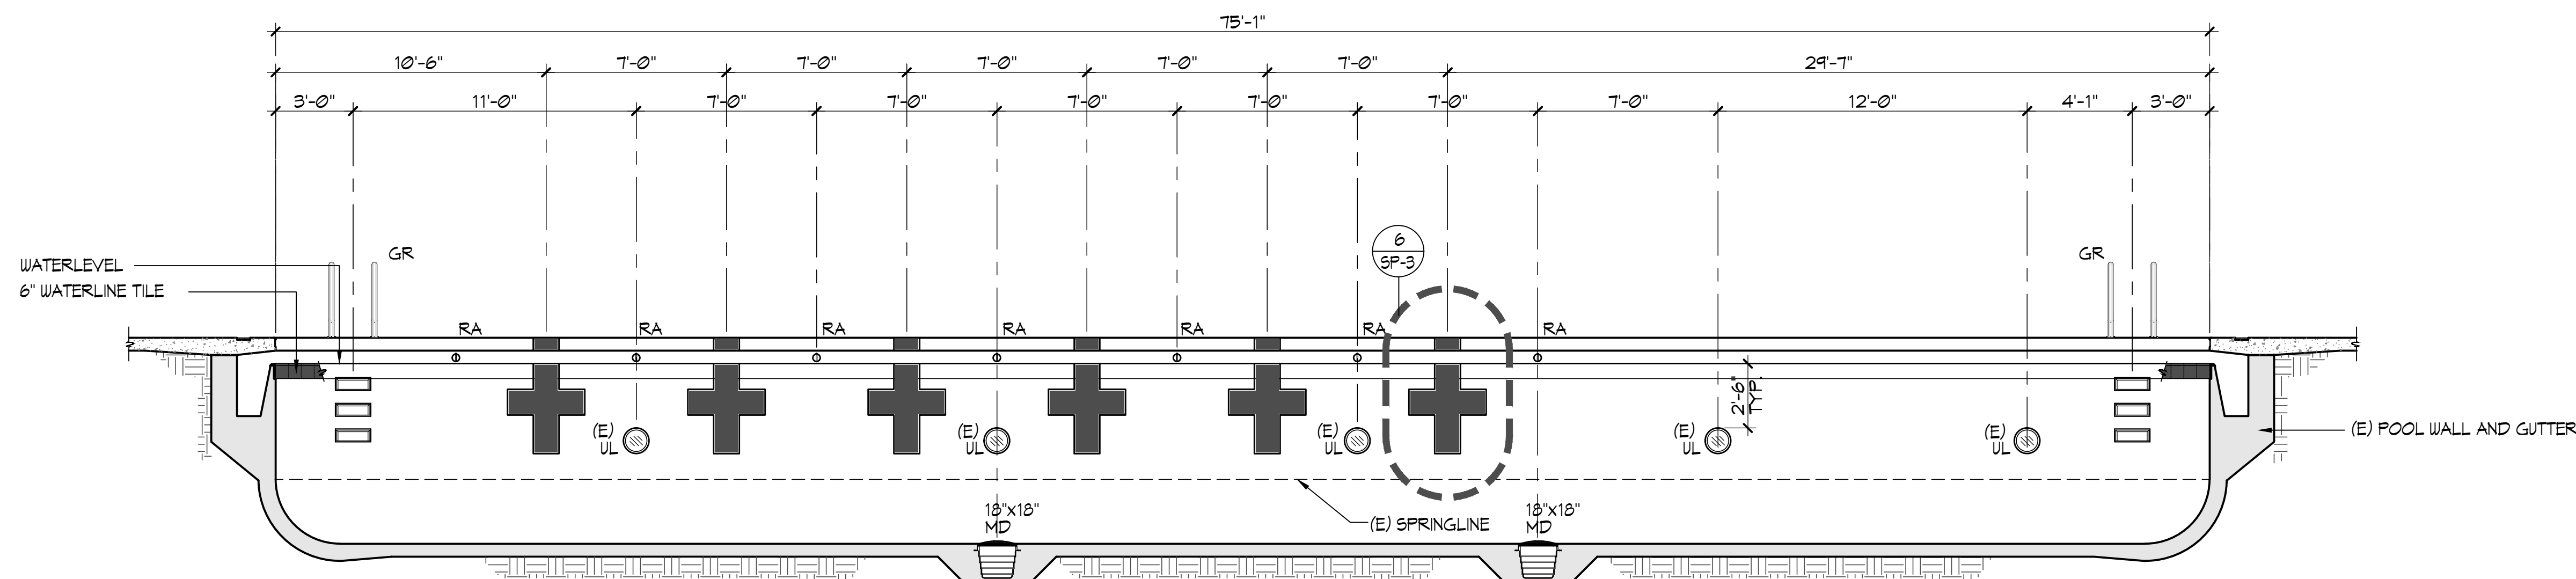 75'-1"
10'-6" 7'-0" 7'-0" 7'-0" 7'-0" 7'-0" 29'-7"
3'-0" 11'-0" 7'-0" 7'-0" 7'-0" 7'-0" 7'-0" 7'-0" 12'-0" 4'-1" 3'-0"
6
SP-3
GR
GR
WATERLEVEL
6" WATERLINE TILE
RA RA RA RA RA RA RA
2'-6"
TYP.
(E)
UL
(E)
UL
(E)
UL
(E)
UL
(E)
UL
(E) POOL WALL AND GUTTER
18"x18"
MD
18"x18"
MD
(E) SPRINGLINE